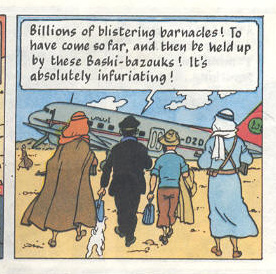 Billions of blistering barnacles! To
have come so far, and then be held up
by these Bashi-bazouks! It's
absolutely infuriating!